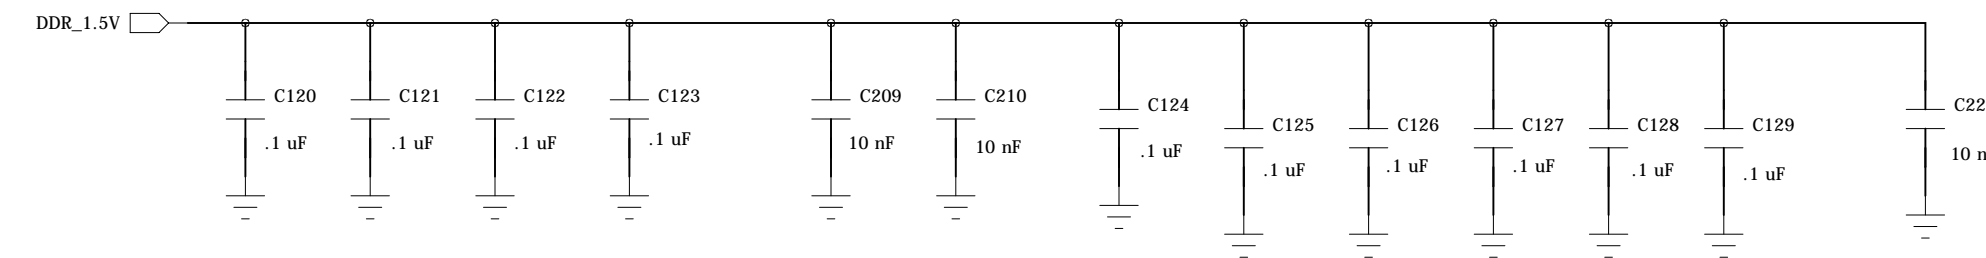 DDR_1.5V
C120
.1 uF
C121
.1 uF
C122
.1 uF
C123
.1 uF
C209
10 nF
C210
10 nF
C124
.1 uF
C125
.1 uF
C126
.1 uF
C127
.1 uF
C128
.1 uF
C129
.1 uF
C22
10 n